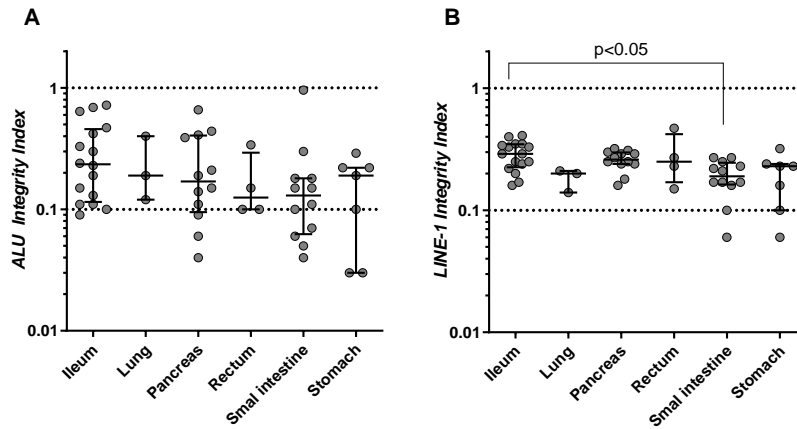 A
ALU Integrity Index
1
0.1
0.01
Ileum
Lung
Pancreas
Rectum
Smal intestine
Stomach
B
p<0.05
LINE-1 Integrity Index
1
0.1
0.01
Ileum
Lung
Pancreas
Rectum
Smal intestine
Stomach